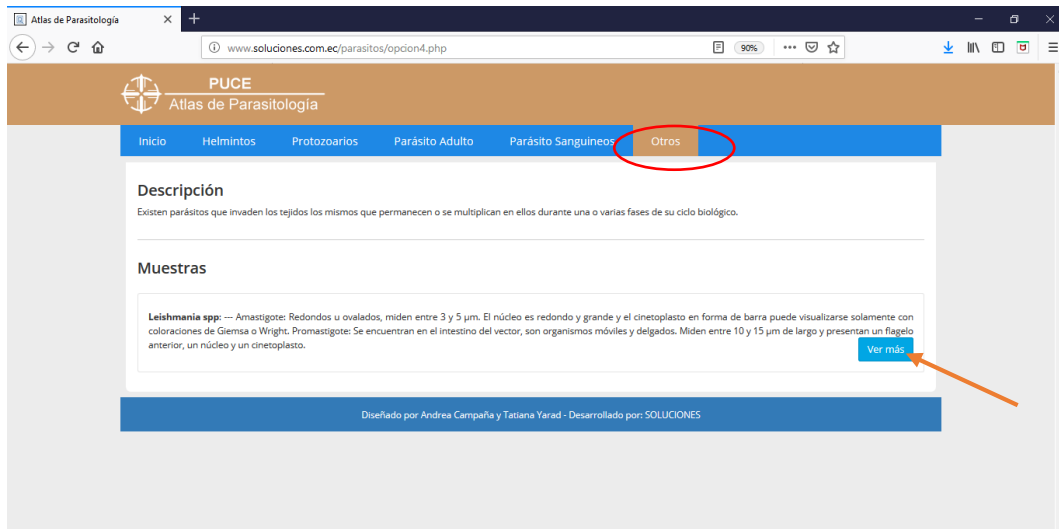 Atlas de Parasitología
www.soluciones.com.ec/parasitos/opcion4.php
90%
PUCE
Atlas de Parasitología
Inicio Helmintos Protozoarios Parásito Adulto Parásito Sanguineos Otros
Descripción
Existen parásitos que invaden los tejidos los mismos que permanecen o se multiplican en ellos durante una o varias fases de su ciclo biológico.
Muestras
Leishmania spp: --- Amastigote: Redondos u ovalados, miden entre 3 y 5 µm. El núcleo es redondo y grande y el cinetoplasto en forma de barra puede visualizarse solamente con
coloraciones de Giemsa o Wright. Promastigote: Se encuentran en el intestino del vector, son organismos móviles y delgados. Miden entre 10 y 15 µm de largo y presentan un flagelo
anterior, un núcleo y un cinetoplasto.
Ver más
Diseñado por Andrea Campaña y Tatiana Yarad - Desarrollado por: SOLUCIONES